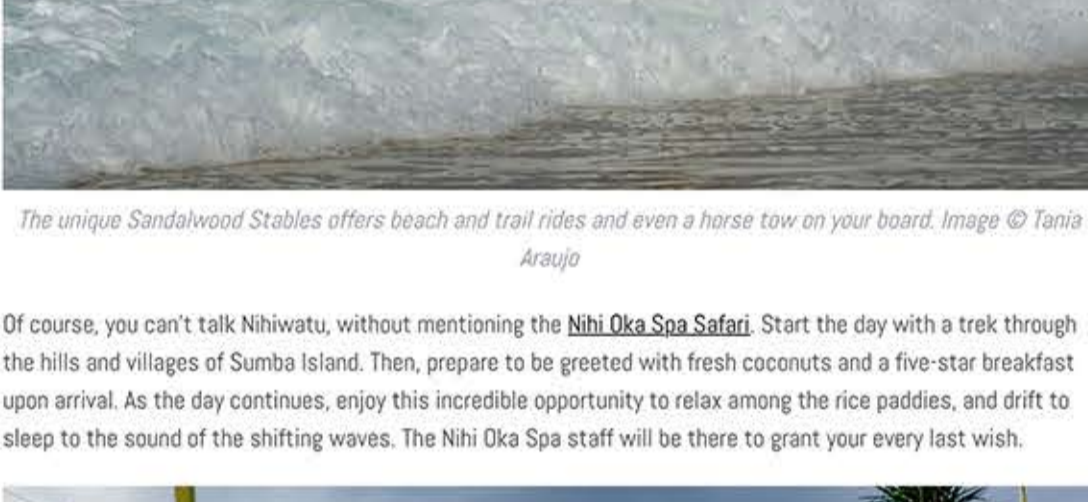 The unique Sandalwood Stables offers beach and trail rides and even a horse tow on your board. Image © Tania
Araujo
Of course, you can't talk Nihiwatu, without mentioning the Nihi Oka Spa Safari. Start the day with a trek through
the hills and villages of Sumba Island. Then, prepare to be greeted with fresh coconuts and a five-star breakfast
upon arrival. As the day continues, enjoy this incredible opportunity to relax among the rice paddies, and drift to
sleep to the sound of the shifting waves. The Nihi Oka Spa staff will be there to grant your every last wish.